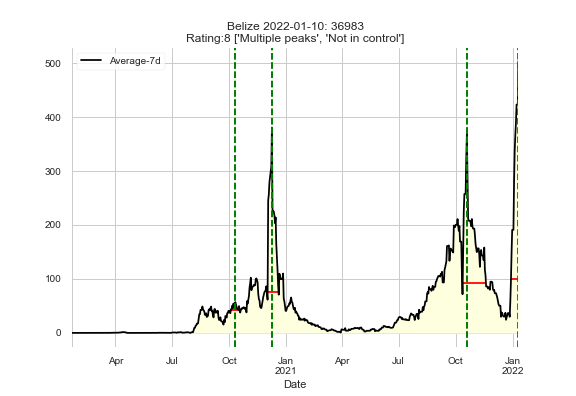 Belize 2022-01-10: 36983
Rating:8 ['Multiple peaks', 'Not in control']
Average-7d
500
400
300
200
100
0
Apr
Jul
Oct
Jan
2021
Apr
Jul
Oct
Jan
2022
Date